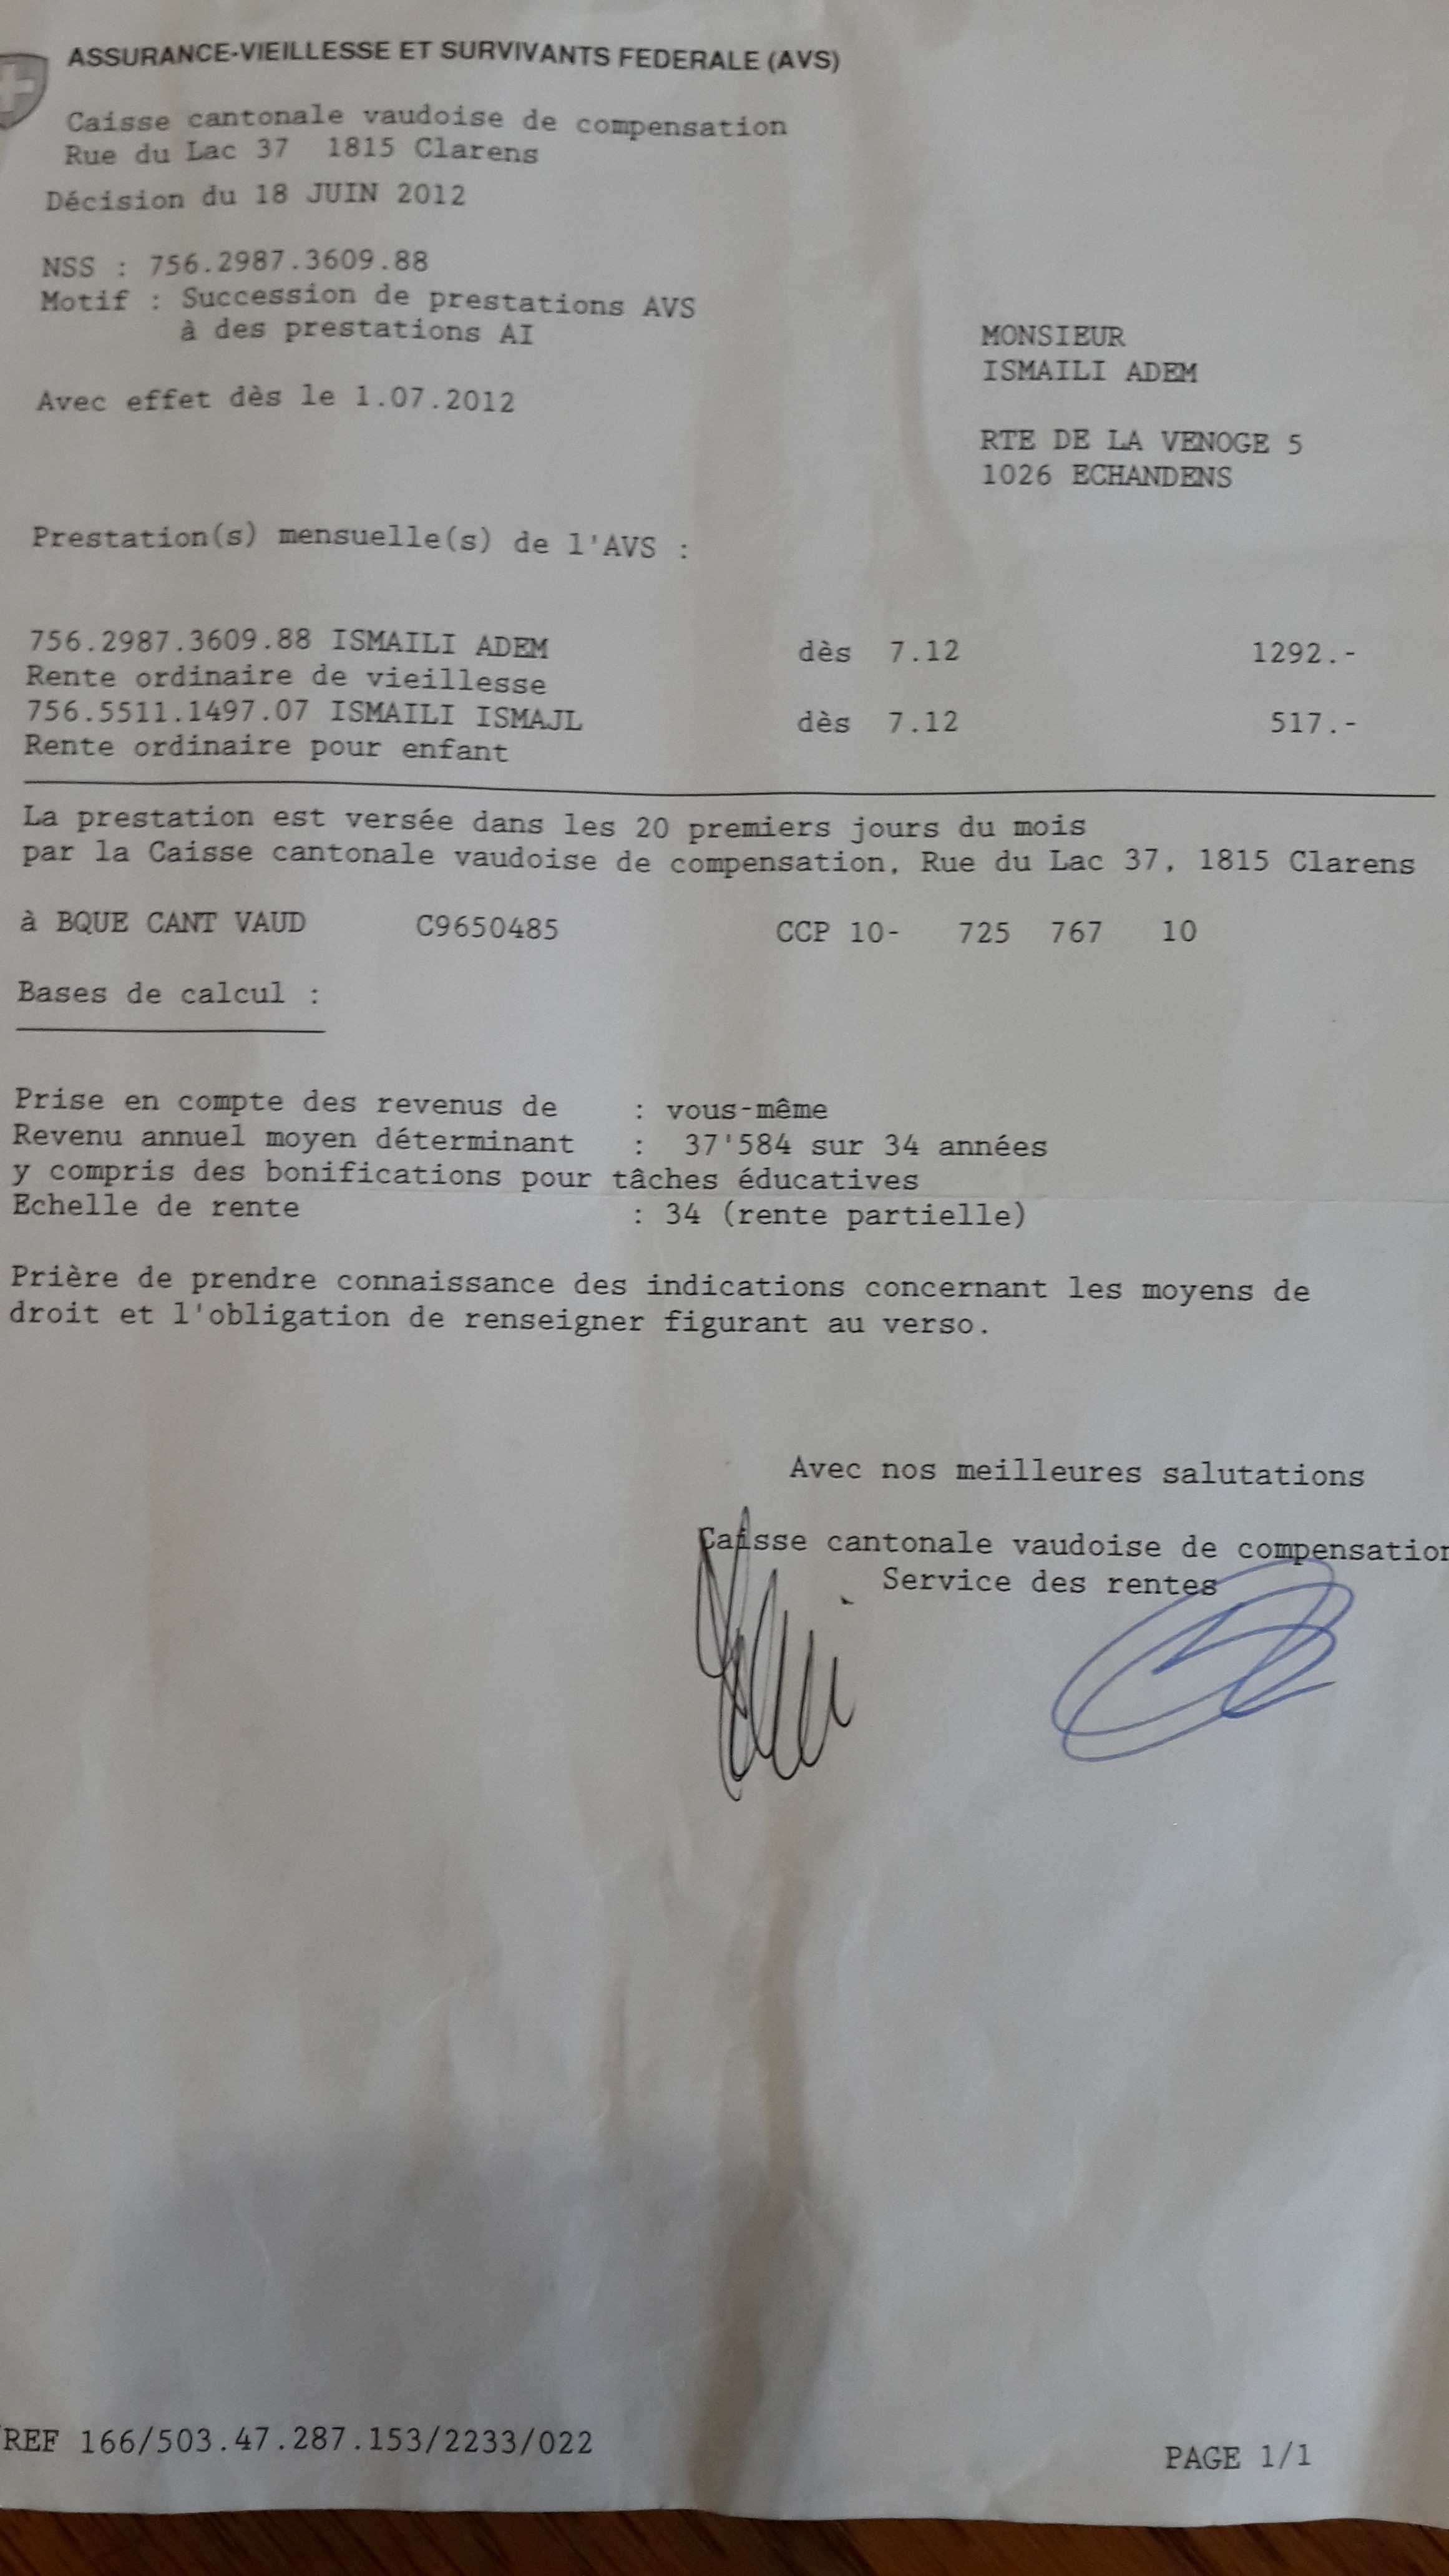 ASSURANCE-VIEILLESSE ET SURVIVANTS FEDERALE (AVS)
Caisse cantonale vaudoise de compensation
Rue du Lac 37 1815 Clarens
Décision du 18 JUIN 2012
NSS : 756.2987.3609.88
Motif : Succession de prestations AVS
à des prestations AI
MONSIEUR
ISMAILI ADEM
Avec effet dès le 1.07.2012
RTE DE LA VENOGE 5
1026 ECHANDENS
Prestation(s) mensuelle(s) de l'AVS :
756.2987.3609.88 ISMAILI ADEM dès 7.12 1292.-
Rente ordinaire de vieillesse
756.5511.1497.07 ISMAILI ISMAJL dès 7.12 517.-
Rente ordinaire pour enfant
La prestation est versée dans les 20 premiers jours du mois
par la Caisse cantonale vaudoise de compensation, Rue du Lac 37, 1815 Clarens
à BQUE CANT VAUD C9650485 CCP 10- 725 767 10
Bases de calcul :
Prise en compte des revenus de : vous-même
Revenu annuel moyen déterminant : 37'584 sur 34 années
y compris des bonifications pour tâches éducatives
Echelle de rente : 34 (rente partielle)
Prière de prendre connaissance des indications concernant les moyens de
droit et l'obligation de renseigner figurant au verso.
Avec nos meilleures salutations
Caisse cantonale vaudoise de compensation
Service des rentes
REF 166/503.47.287.153/2233/022
PAGE 1/1